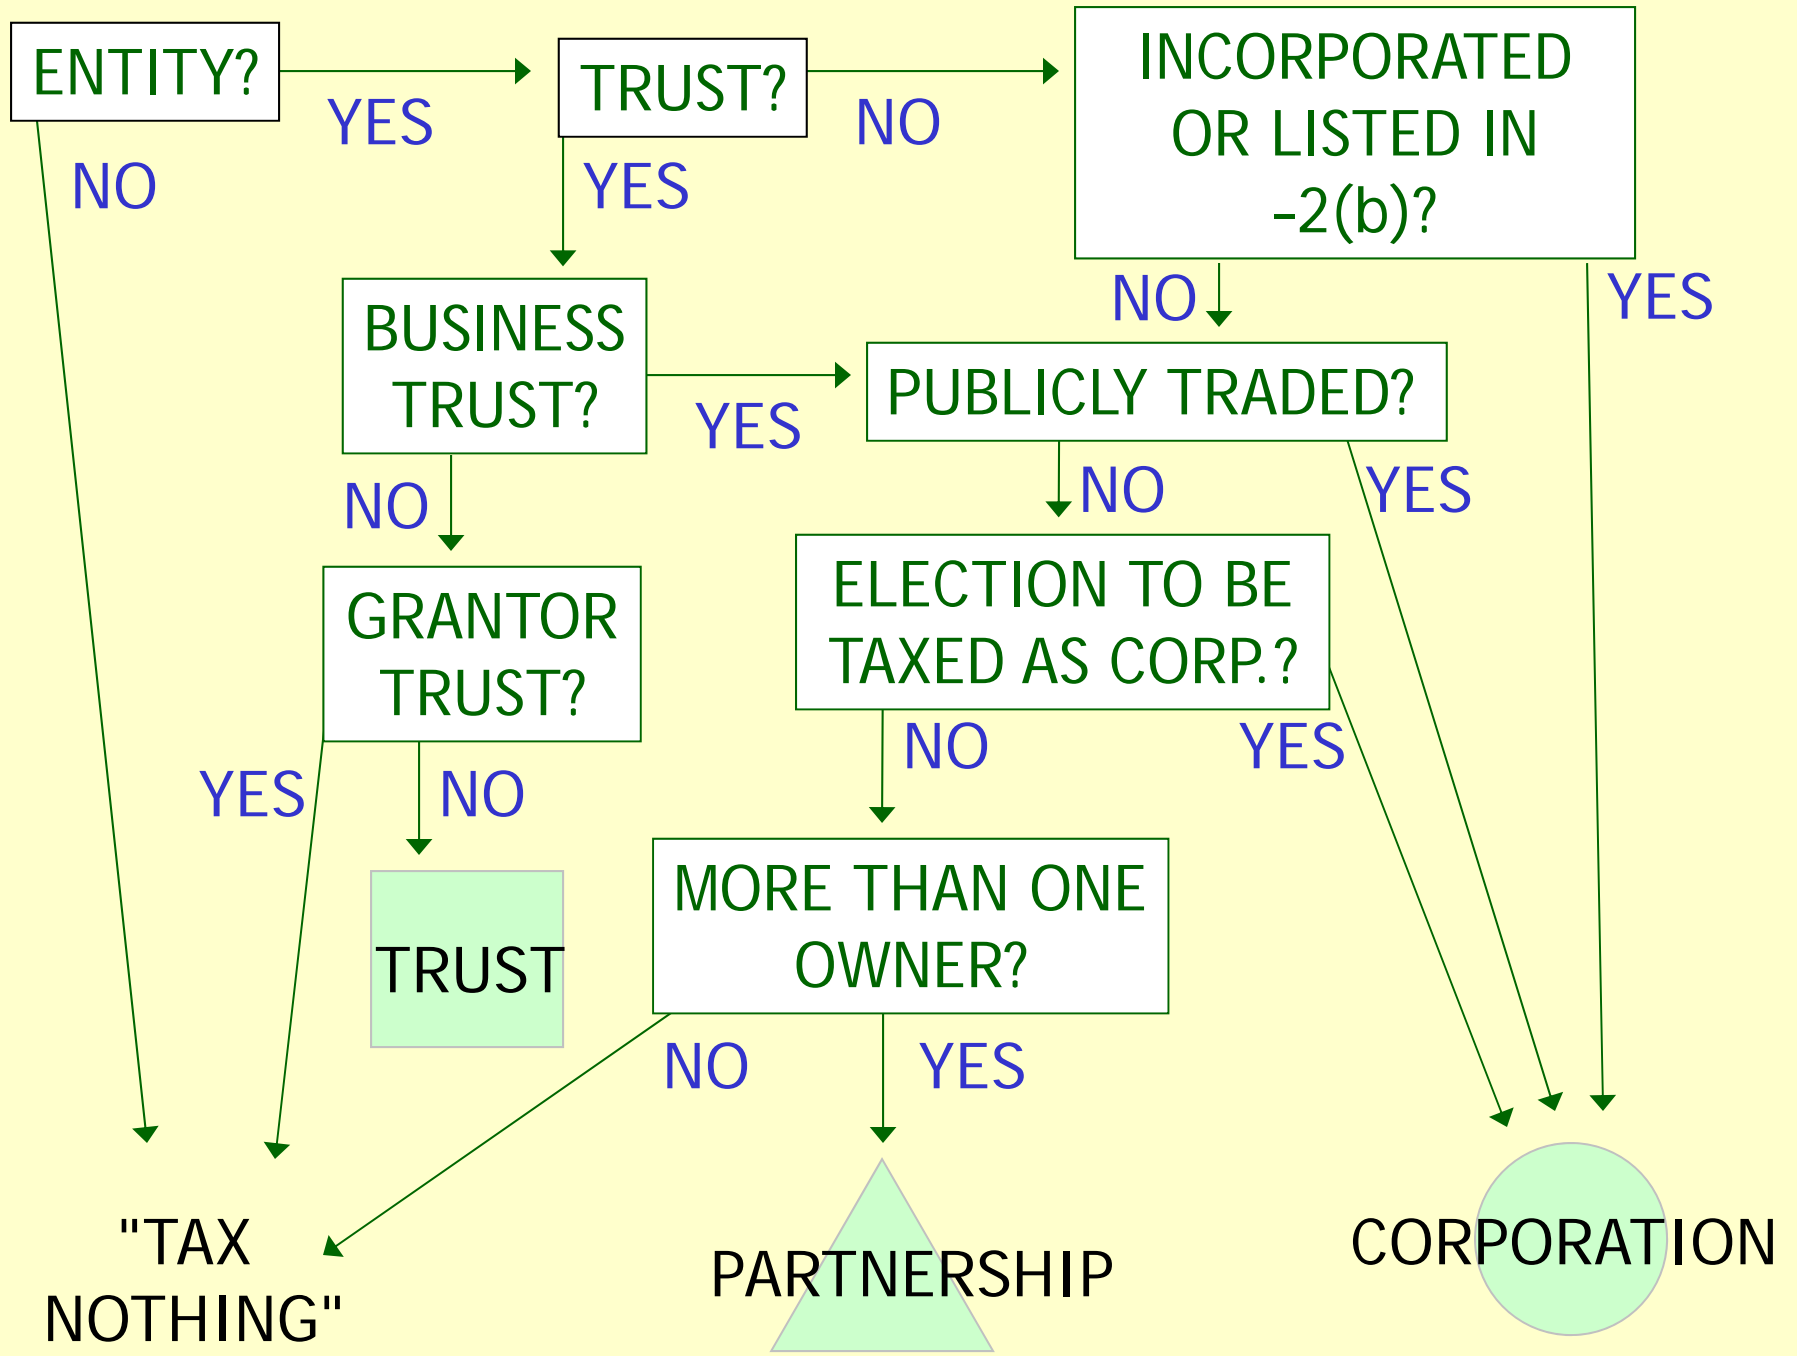 ENTITY?
YES
NO
TRUST?
NO
YES
INCORPORATED
OR LISTED IN
-2(b)?
NO
YES
BUSINESS
TRUST?
YES
NO
PUBLICLY TRADED?
NO
YES
GRANTOR
TRUST?
YES
NO
ELECTION TO BE
TAXED AS CORP.?
NO
YES
TRUST
MORE THAN ONE
OWNER?
NO
YES
"TAX
NOTHING"
PARTNERSHIP
CORPORATION